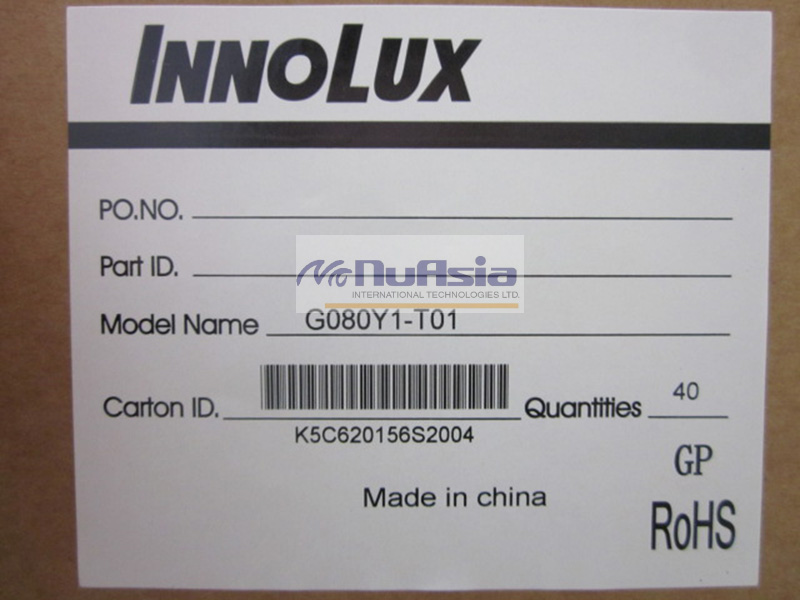 INNOLUX
PO.NO.
NuAsia
Part ID.
INTERNATIONAL TECHNOLOGIES LTD.
Model Name G080Y1-T01
Carton ID. Quantities 40
K5C620156S2004
GP
Made in china
RoHS